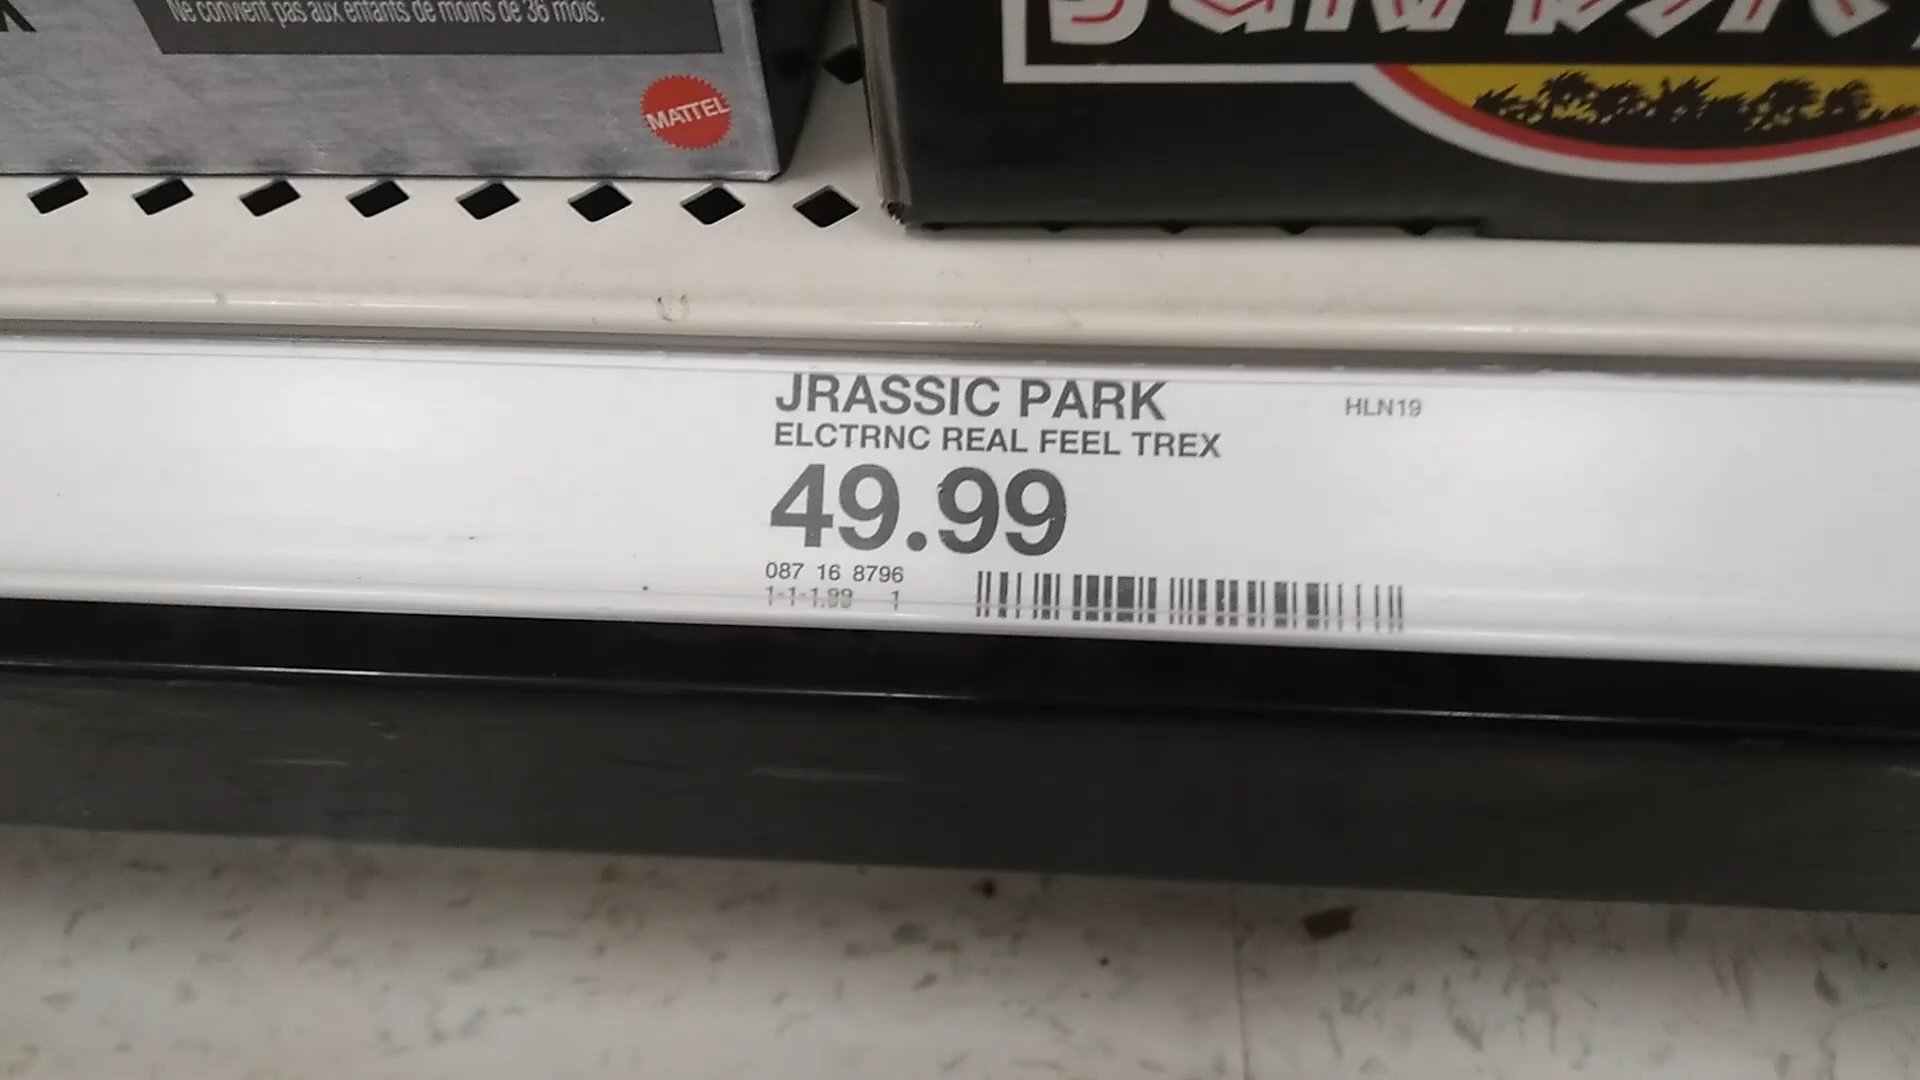 Ne convient pas aux enfants de moins de 36 mois.
MATTEL
JRASSIC PARK
HLN19
ELCTRNC REAL FEEL TREX
49.99
087 16 8796
1-1-1.99 1